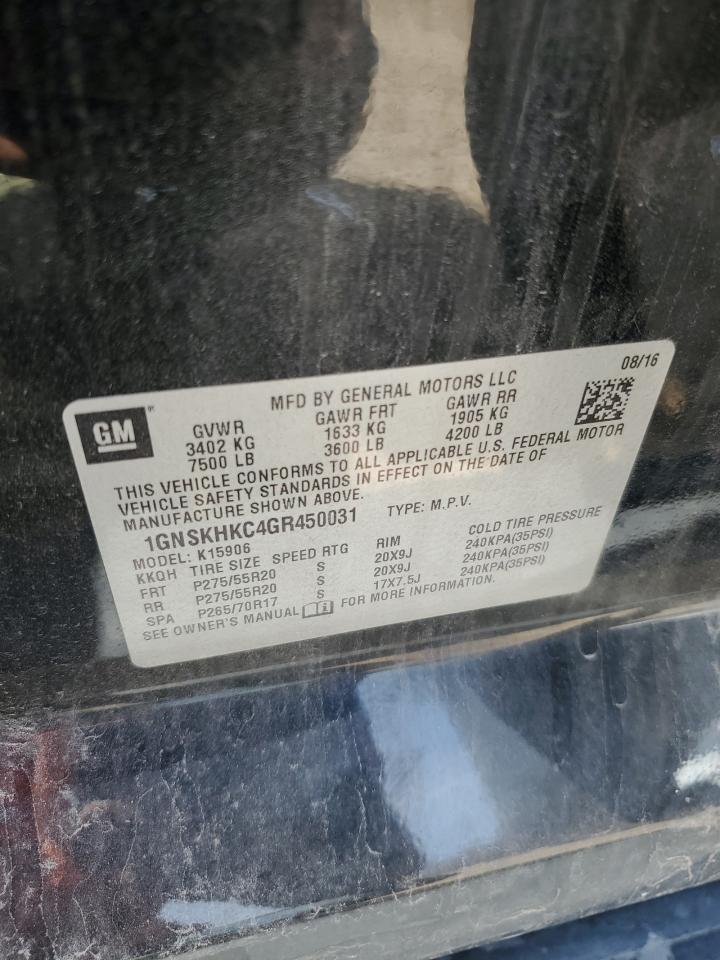 08/16
MFD BY GENERAL MOTORS LLC
GM
GVWR GAWR FRT GAWR RR
3402 KG 1633 KG 1905 KG
7500 LB 3600 LB 4200 LB
THIS VEHICLE CONFORMS TO ALL APPLICABLE U.S. FEDERAL MOTOR
VEHICLE SAFETY STANDARDS IN EFFECT ON THE DATE OF
MANUFACTURE SHOWN ABOVE.
1GNSKHKC4GR450031 TYPE: M.P.V.
MODEL: K15906
KKQH TIRE SIZE SPEED RTG RIM COLD TIRE PRESSURE
FRT P275/55R20 S 20X9J 240KPA(35PSI)
RR P275/55R20 S 20X9J 240KPA(35PSI)
SPA P265/70R17 S 17X7.5J 240KPA(35PSI)
SEE OWNER'S MANUAL FOR MORE INFORMATION.